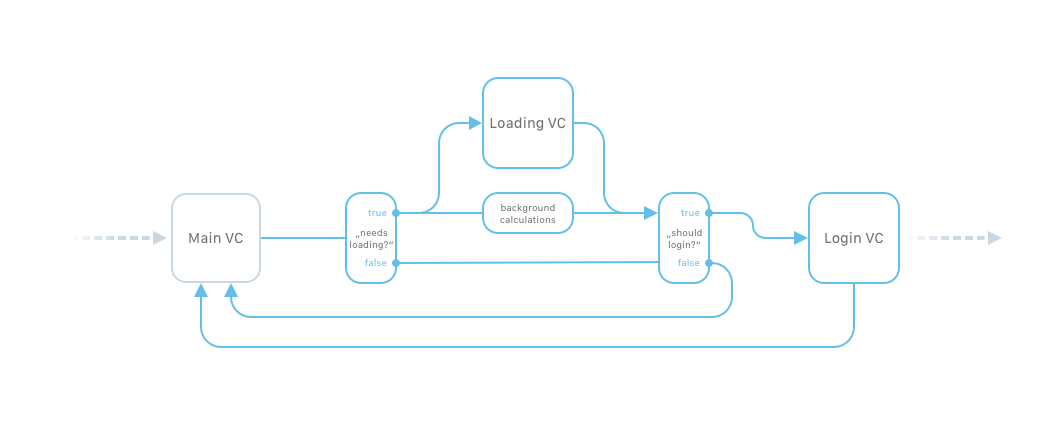 Loading VC
true
background
calculations
true
Main VC
„needs
loading?“
„should
login?“
Login VC
false
false